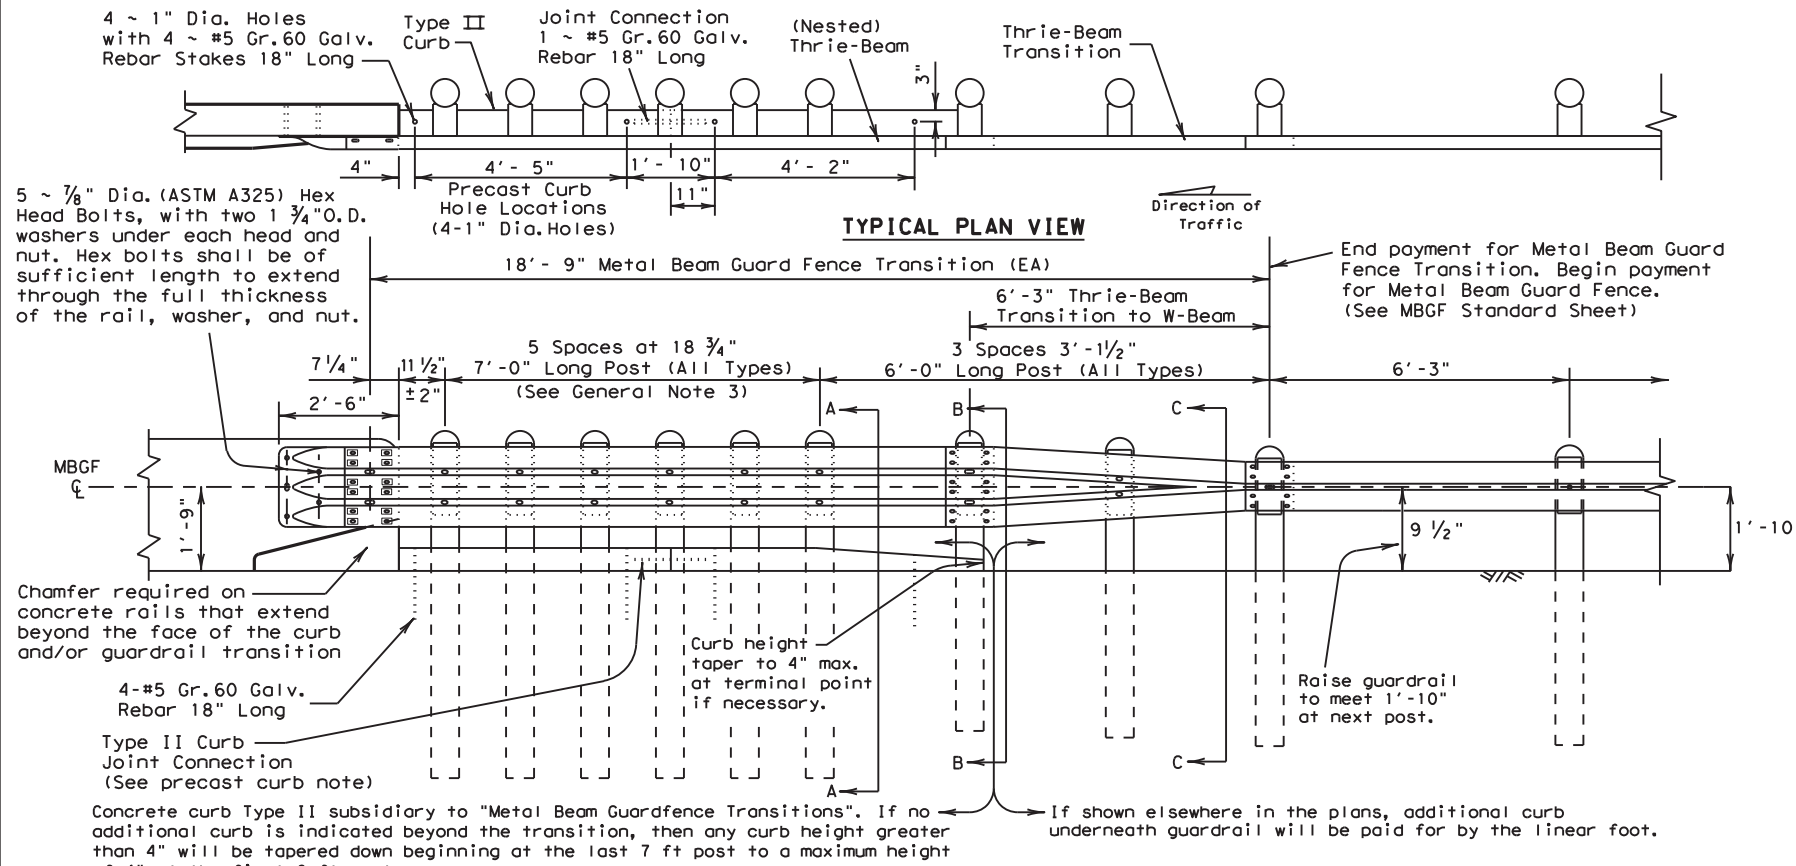 4 ~ 1" Dia. Holes
with 4 ~ #5 Gr.60 Galv.
Rebar Stakes 18" Long
Type II
Curb
Joint Connection
1 ~ #5 Gr.60 Galv.
Rebar 18" Long
(Nested)
Thrie-Beam
3"
Thrie-Beam
Transition
4"
4'- 5"
1'- 10"
4'- 2"
11"
Precast Curb
Hole Locations
(4-1" Dia.Holes)
TYPICAL PLAN VIEW
Direction of
Traffic
5 ~ 7/8" Dia.(ASTM A325) Hex
Head Bolts, with two 1 3/4"O.D.
washers under each head and
nut. Hex bolts shall be of
sufficient length to extend
through the full thickness
of the rail, washer, and nut.
18'- 9" Metal Beam Guard Fence Transition (EA)
End payment for Metal Beam Guard
Fence Transition. Begin payment
for Metal Beam Guard Fence.
(See MBGF Standard Sheet)
6'-3" Thrie-Beam
Transition to W-Beam
7 1/4"
11 1/2"
±2"
5 Spaces at 18 3/4"
7'-0" Long Post (All Types)
(See General Note 3)
3 Spaces 3'-1 1/2"
6'-0" Long Post (All Types)
6'-3"
2'-6"
A
B
C
MBGF
℄
1'-9"
9 1/2"
1'-10
Chamfer required on
concrete rails that extend
beyond the face of the curb
and/or guardrail transition
4-#5 Gr.60 Galv.
Rebar 18" Long
Type II Curb
Joint Connection
(See precast curb note)
Curb height
taper to 4" max.
at terminal point
if necessary.
Raise guardrail
to meet 1'-10"
at next post.
A
B
C
Concrete curb Type II subsidiary to "Metal Beam Guardfence Transitions". If no
additional curb is indicated beyond the transition, then any curb height greater
than 4" will be tapered down beginning at the last 7 ft post to a maximum height
If shown elsewhere in the plans, additional curb
underneath guardrail will be paid for by the linear foot.